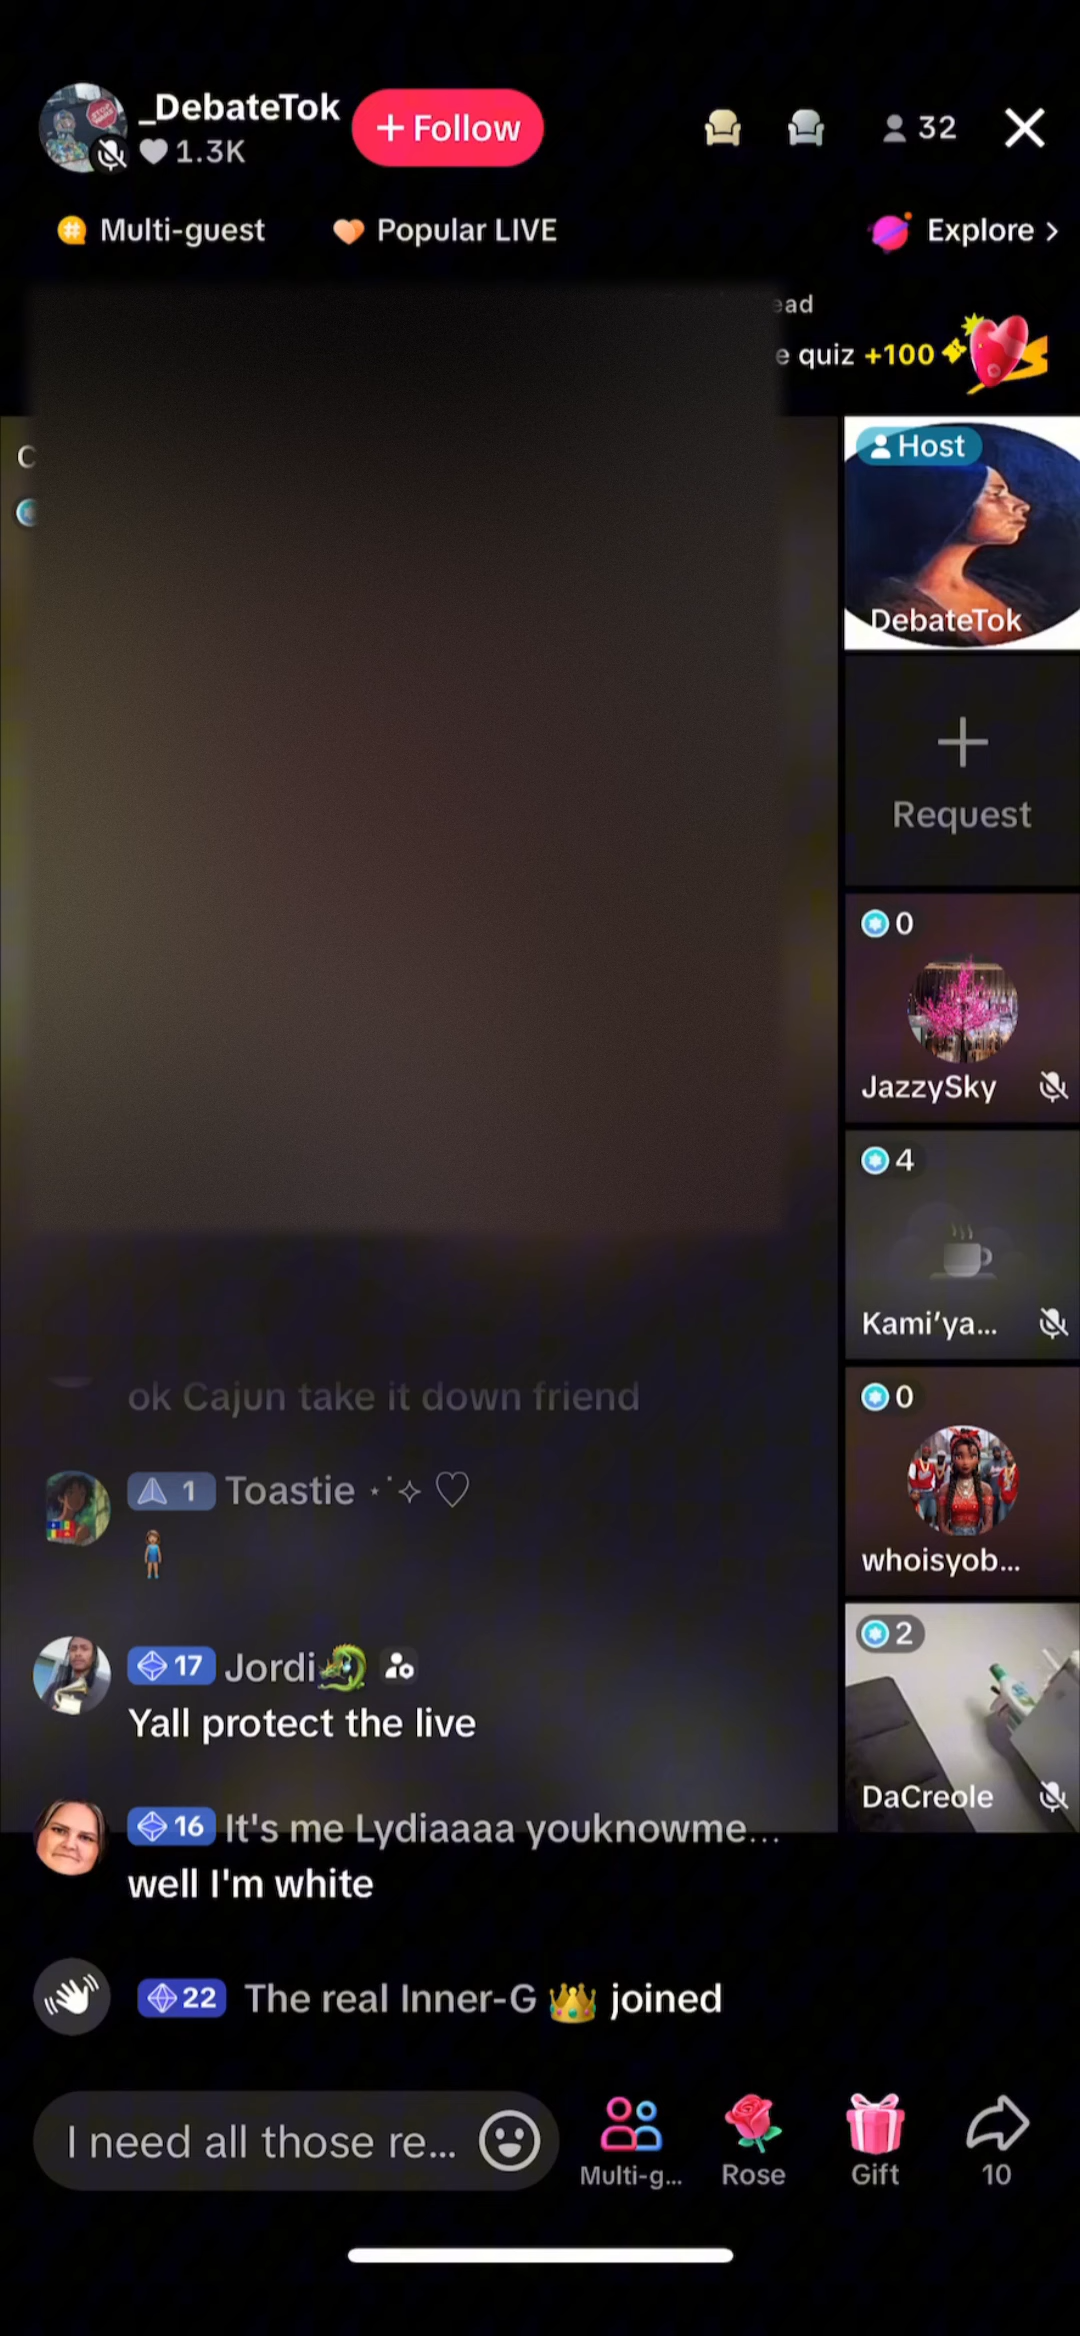 _DebateTok
1.3K
+ Follow
32
Multi-guest
Popular LIVE
Explore >
ead
e quiz +100
C
Host
DebateTok
Request
0
JazzySky
4
Kami'ya...
0
whoisyob...
2
DaCreole
ok Cajun take it down friend
1 Toastie
17 Jordi
Yall protect the live
16 It's me Lydiaaaa youknowme...
well I'm white
22 The real Inner-G joined
I need all those re...
Multi-g...
Rose
Gift
10